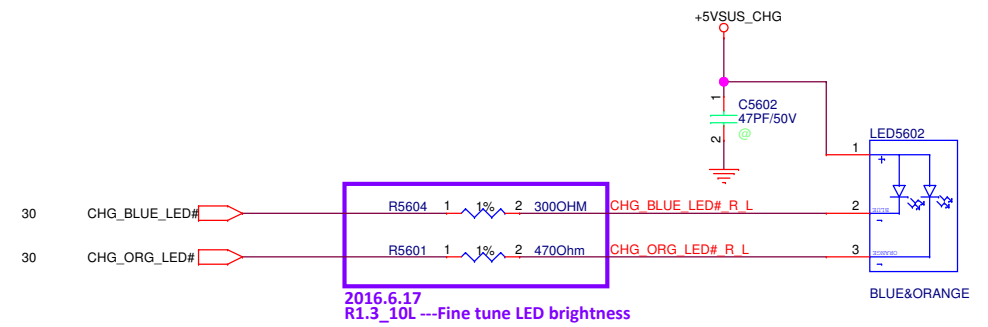 +5VSUS_CHG
1
C5602
47PF/50V
2
@
LED5602
1
+
30 CHG_BLUE_LED# R5604 1 1% 2 300OHM CHG_BLUE_LED#_R_L 2 BLUE
-
30 CHG_ORG_LED# R5601 1 1% 2 470Ohm CHG_ORG_LED#_R_L 3 ORANGE
-
BLUE&ORANGE
2016.6.17
R1.3_10L ---Fine tune LED brightness